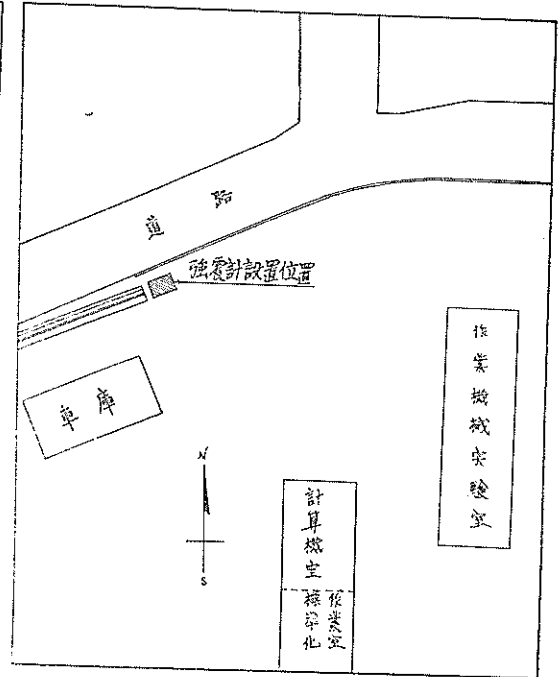 道路
強震計設置位置
車庫
作業機械実験室
N
S
計算機室
標準化
作業室